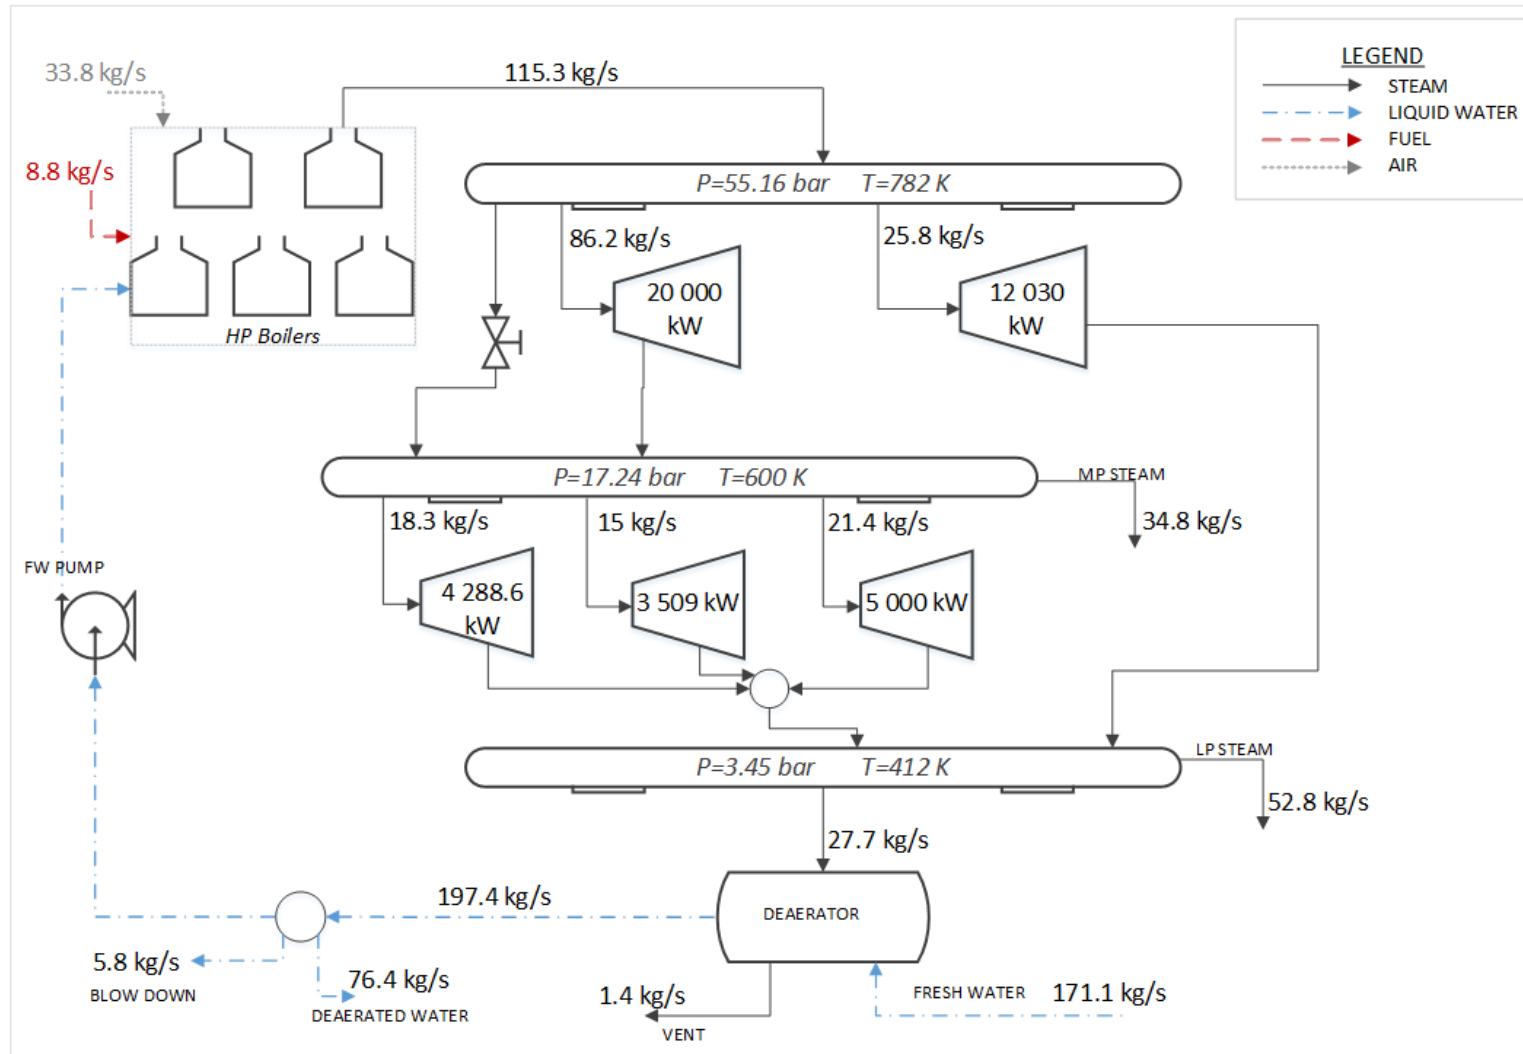 33.8 kg/s
115.3 kg/s
LEGEND
STEAM
LIQUID WATER
FUEL
AIR
8.8 kg/s
P=55.16 bar T=782 K
86.2 kg/s
25.8 kg/s
20 000
kW
12 030
kW
HP Boilers
P=17.24 bar T=600 K
MP STEAM
18.3 kg/s
15 kg/s
21.4 kg/s
34.8 kg/s
FW PUMP
4 288.6
kW
3 509 kW
5 000 kW
P=3.45 bar T=412 K
LP STEAM
52.8 kg/s
27.7 kg/s
197.4 kg/s
DEAERATOR
5.8 kg/s
BLOW DOWN
76.4 kg/s
DEAERATED WATER
1.4 kg/s
VENT
FRESH WATER
171.1 kg/s